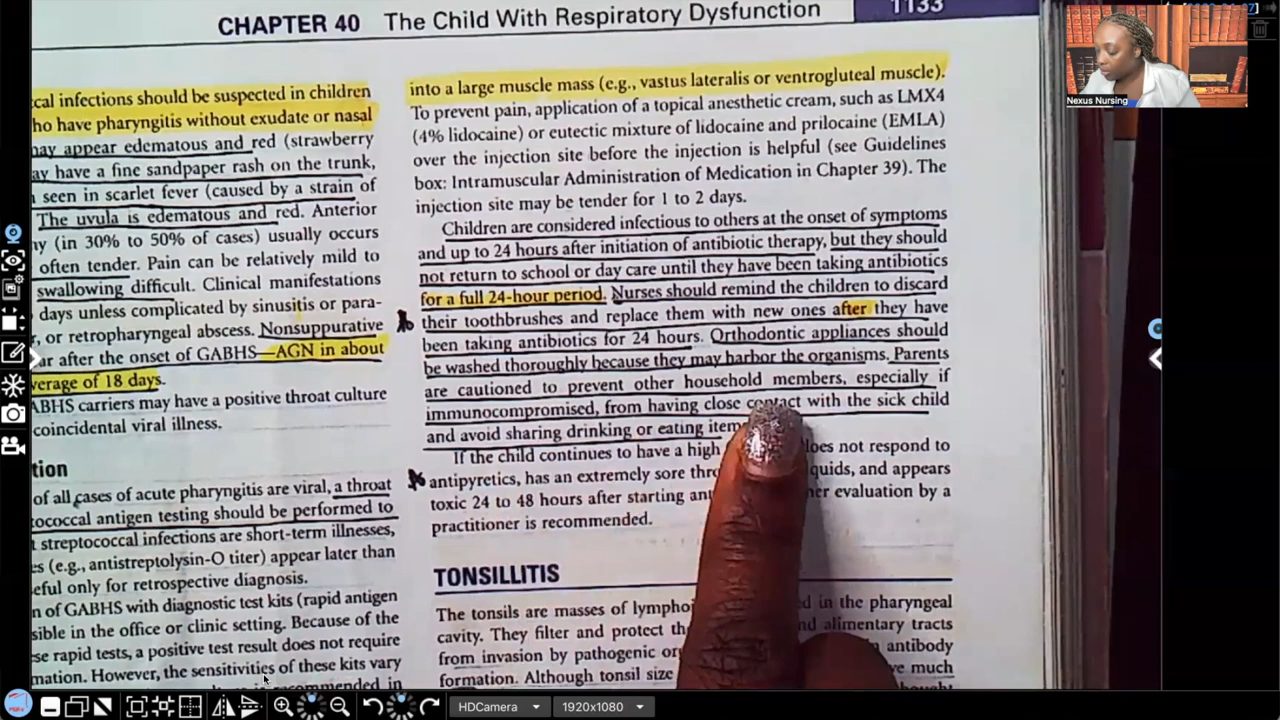 CHAPTER 40 The Child With Respiratory Dysfunction 1133
Nexus Nursing
cal infections should be suspected in children
ho have pharyngitis without exudate or nasal
may appear edematous and red (strawberry
ay have a fine sandpaper rash on the trunk,
seen in scarlet fever (caused by a strain of
The uvula is edematous and red. Anterior
hy (in 30% to 50% of cases) usually occurs
often tender. Pain can be relatively mild to
swallowing difficult. Clinical manifestations
days unless complicated by sinusitis or para-
r, or retropharyngeal abscess. Nonsuppurative
ar after the onset of GABHS—AGN in about
verage of 18 days.
ABHS carriers may have a positive throat culture
coincidental viral illness.
tion
of all cases of acute pharyngitis are viral, a throat
ococcal antigen testing should be performed to
t streptococcal infections are short-term illnesses,
es (e.g., antistreptolysin-O titer) appear later than
eful only for retrospective diagnosis.
n of GABHS with diagnostic test kits (rapid antigen
sible in the office or clinic setting. Because of the
se rapid tests, a positive test result does not require
mation. However, the sensitivities of these kits vary
recommended in
into a large muscle mass (e.g., vastus lateralis or ventrogluteal muscle).
To prevent pain, application of a topical anesthetic cream, such as LMX4
(4% lidocaine) or eutectic mixture of lidocaine and prilocaine (EMLA)
over the injection site before the injection is helpful (see Guidelines
box: Intramuscular Administration of Medication in Chapter 39). The
injection site may be tender for 1 to 2 days.
Children are considered infectious to others at the onset of symptoms
and up to 24 hours after initiation of antibiotic therapy, but they should
not return to school or day care until they have been taking antibiotics
for a full 24-hour period. Nurses should remind the children to discard
their toothbrushes and replace them with new ones after they have
been taking antibiotics for 24 hours. Orthodontic appliances should
be washed thoroughly because they may harbor the organisms. Parents
are cautioned to prevent other household members, especially if
immunocompromised, from having close contact with the sick child
and avoid sharing drinking or eating item
If the child continues to have a high does not respond to
antipyretics, has an extremely sore thro quids, and appears
toxic 24 to 48 hours after starting ant her evaluation by a
practitioner is recommended.
TONSILLITIS
The tonsils are masses of lympho d in the pharyngeal
cavity. They filter and protect th nd alimentary tracts
from invasion by pathogenic or antibody
formation. Although tonsil size ve much
HDCamera 1920x1080